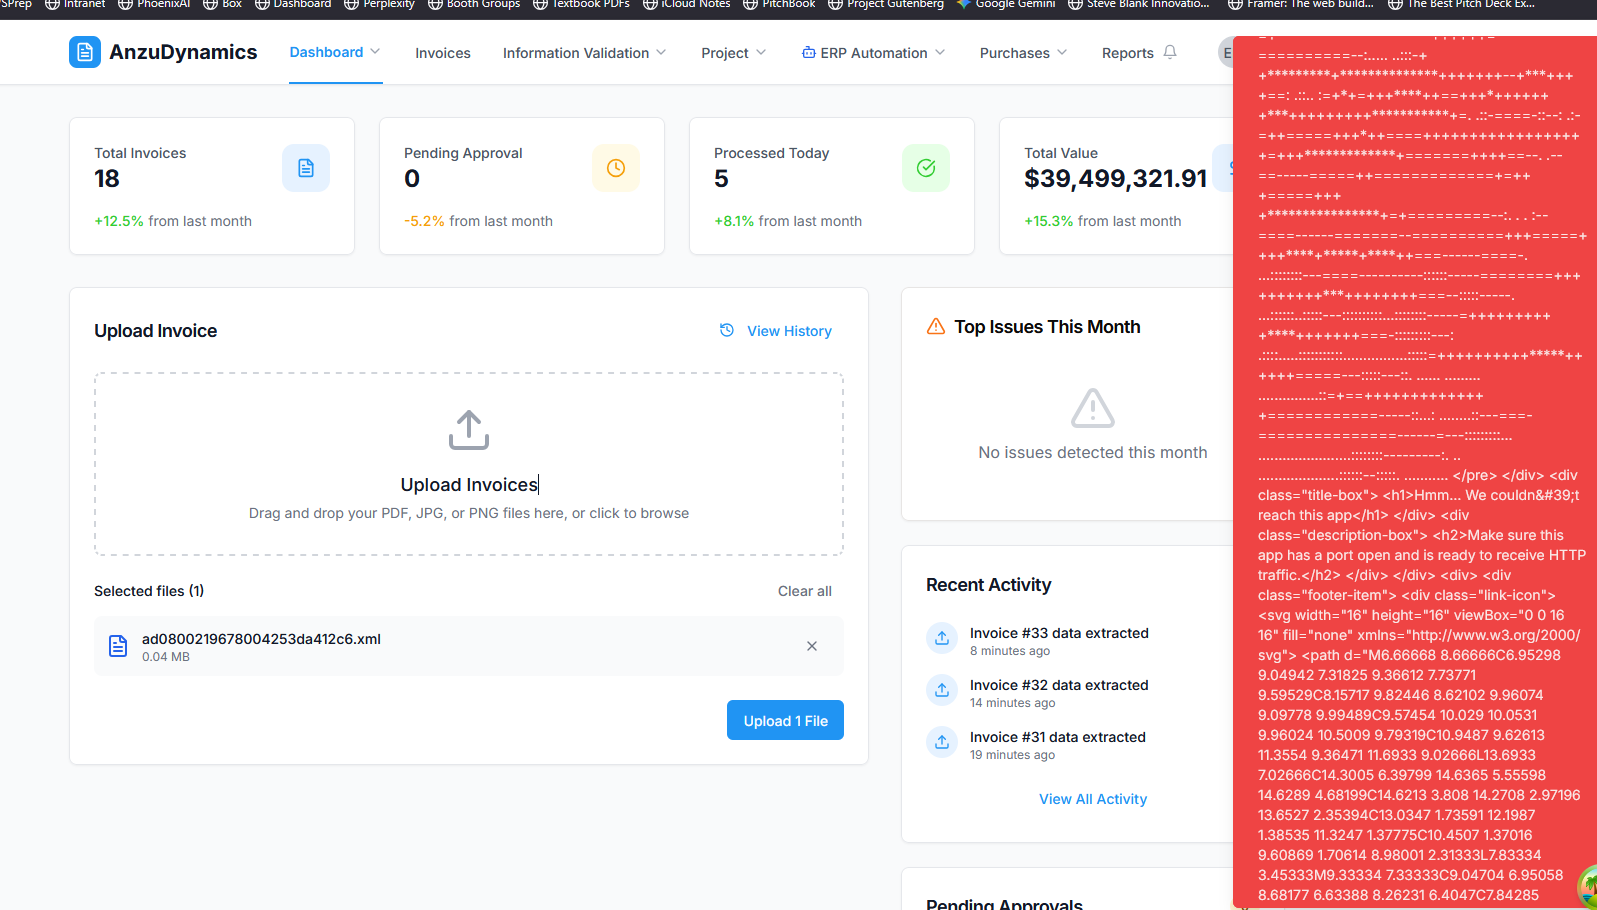 SPrep Intranet PhoenixAI Box Dashboard Perplexity Booth Groups Textbook PDFs iCloud Notes PitchBook Project Gutenberg Google Gemini Steve Blank Innovatio... Framer: The web build... The Best Pitch Deck Ex...
AnzuDynamics
Dashboard
Invoices
Information Validation
Project
ERP Automation
Purchases
Reports
E
Total Invoices
18
+12.5% from last month
Pending Approval
0
-5.2% from last month
Processed Today
5
+8.1% from last month
Total Value
$39,499,321.91
+15.3% from last month
Upload Invoice
View History
Upload Invoices
Drag and drop your PDF, JPG, or PNG files here, or click to browse
Selected files (1)
Clear all
ad0800219678004253da412c6.xml
0.04 MB
Upload 1 File
Top Issues This Month
No issues detected this month
Recent Activity
Invoice #33 data extracted
8 minutes ago
Invoice #32 data extracted
14 minutes ago
Invoice #31 data extracted
19 minutes ago
View All Activity
Pending Approvals
</pre> </div> <div
class="title-box"> <h1>Hmm... We couldn&#39;t
reach this app</h1> </div> <div
class="description-box"> <h2>Make sure this
app has a port open and is ready to receive HTTP
traffic.</h2> </div> </div> <div> <div
class="footer-item"> <div class="link-icon">
<svg width="16" height="16" viewBox="0 0 16
16" fill="none" xmlns="http://www.w3.org/2000/
svg"> <path d="M6.66668 8.66666C6.95298
9.04942 7.31825 9.36612 7.73771
9.59529C8.15717 9.82446 8.62102 9.96074
9.09778 9.99489C9.57454 10.029 10.0531
9.96024 10.5009 9.79319C10.9487 9.62613
11.3554 9.36471 11.6933 9.02666L13.6933
7.02666C14.3005 6.39799 14.6365 5.55598
14.6289 4.68199C14.6213 3.808 14.2708 2.97196
13.6527 2.35394C13.0347 1.73591 12.1987
1.38535 11.3247 1.37775C10.4507 1.37016
9.60869 1.70614 8.98001 2.31333L7.83334
3.45333M9.33334 7.33333C9.04704 6.95058
8.68177 6.63388 8.26231 6.4047C7.84285